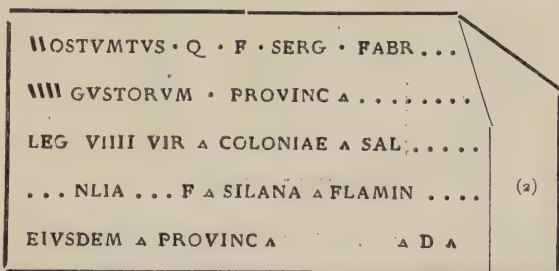 \\OSTVMTVS · Q · F · SERG · FABR...
\\\\ GVSTORVM · PROVINC ▵ ........
LEG VIIII VIR ▵ COLONIAE ▵ SAL .....
... NLIA ... F ▵ SILANA ▵ FLAMIN ....
EIVSDEM ▵ PROVINC ▵ ▵ D ▵
(2)